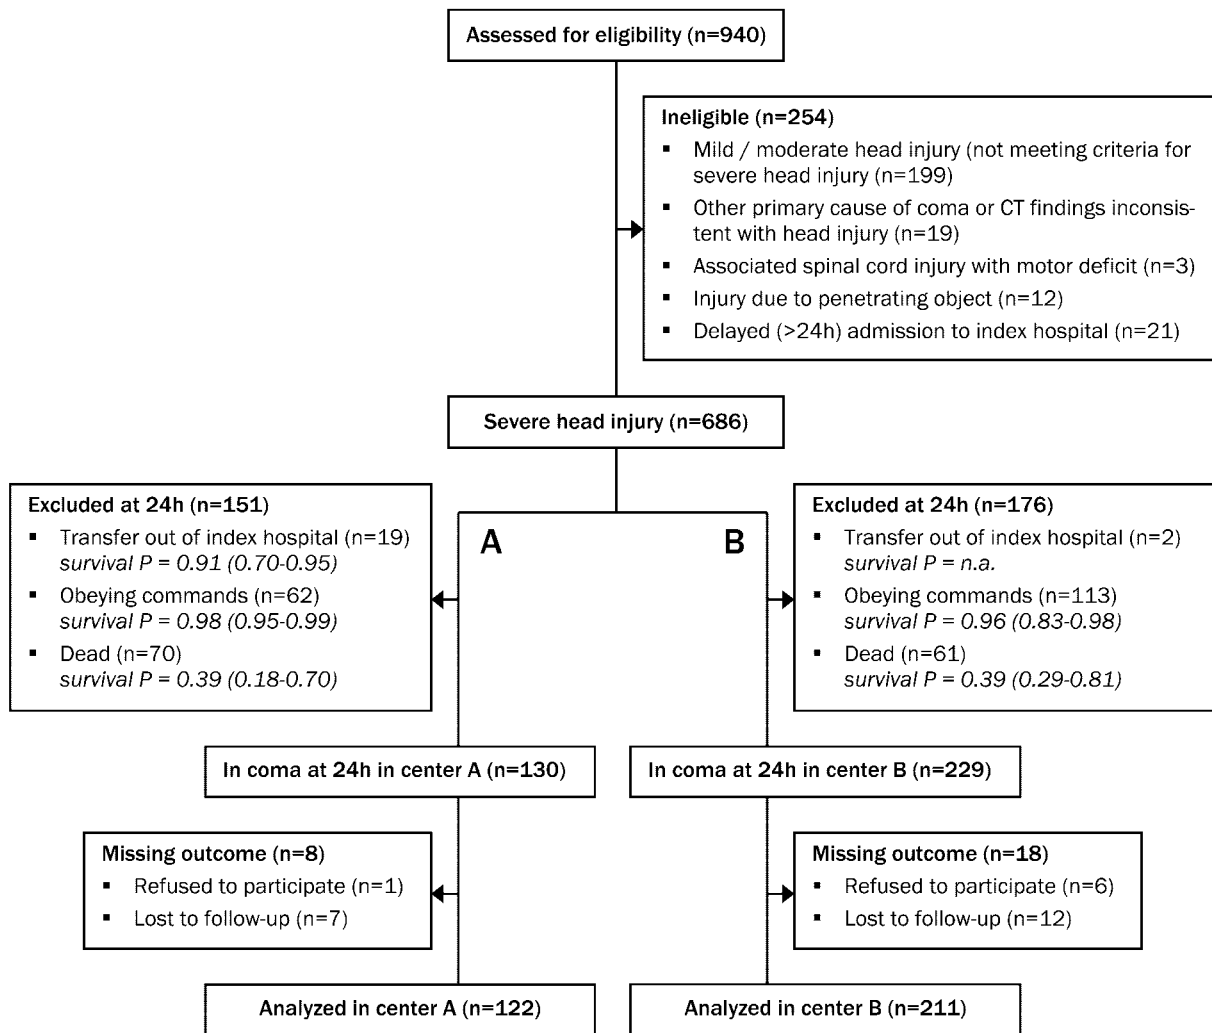 Assessed for eligibility (n=940)
Ineligible (n=254)
▪ Mild / moderate head injury (not meeting criteria for
severe head injury (n=199)
▪ Other primary cause of coma or CT findings inconsis-
tent with head injury (n=19)
▪ Associated spinal cord injury with motor deficit (n=3)
▪ Injury due to penetrating object (n=12)
▪ Delayed (>24h) admission to index hospital (n=21)
Severe head injury (n=686)
Excluded at 24h (n=151)
▪ Transfer out of index hospital (n=19)
survival P = 0.91 (0.70-0.95)
▪ Obeying commands (n=62)
survival P = 0.98 (0.95-0.99)
▪ Dead (n=70)
survival P = 0.39 (0.18-0.70)
A
B
Excluded at 24h (n=176)
▪ Transfer out of index hospital (n=2)
survival P = n.a.
▪ Obeying commands (n=113)
survival P = 0.96 (0.83-0.98)
▪ Dead (n=61)
survival P = 0.39 (0.29-0.81)
In coma at 24h in center A (n=130)
In coma at 24h in center B (n=229)
Missing outcome (n=8)
▪ Refused to participate (n=1)
▪ Lost to follow-up (n=7)
Missing outcome (n=18)
▪ Refused to participate (n=6)
▪ Lost to follow-up (n=12)
Analyzed in center A (n=122)
Analyzed in center B (n=211)